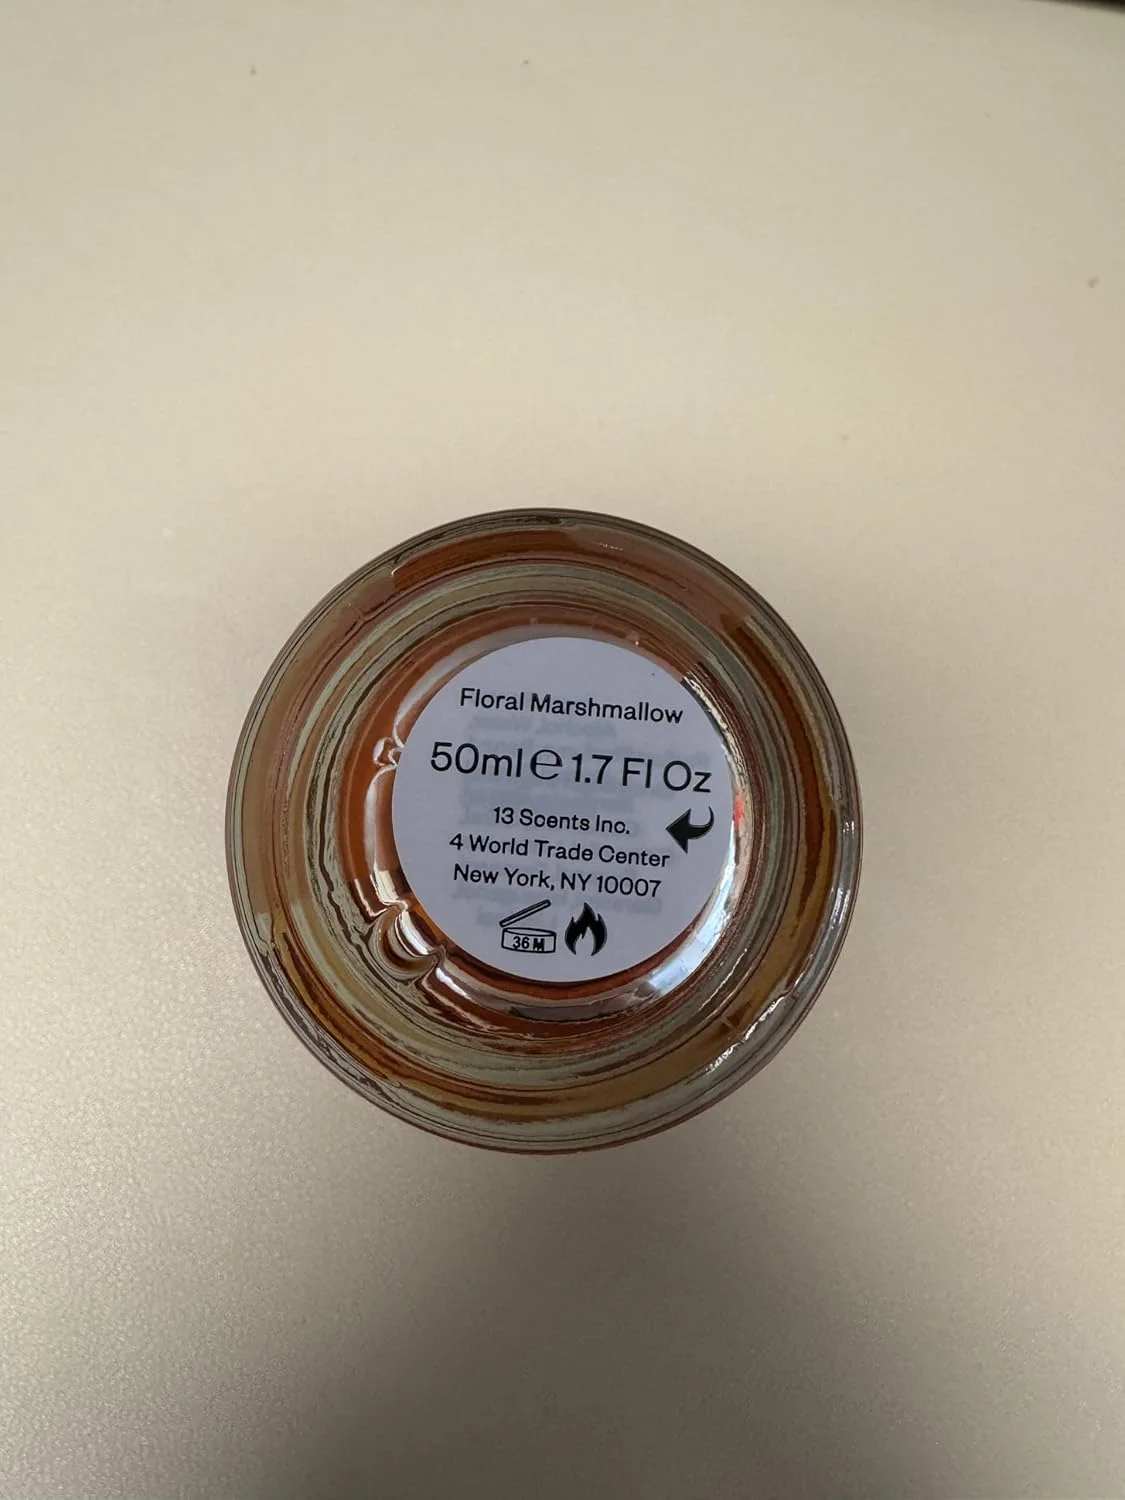 Floral Marshmallow
50ml ℮ 1.7 Fl Oz
13 Scents Inc.
4 World Trade Center
New York, NY 10007
36 M